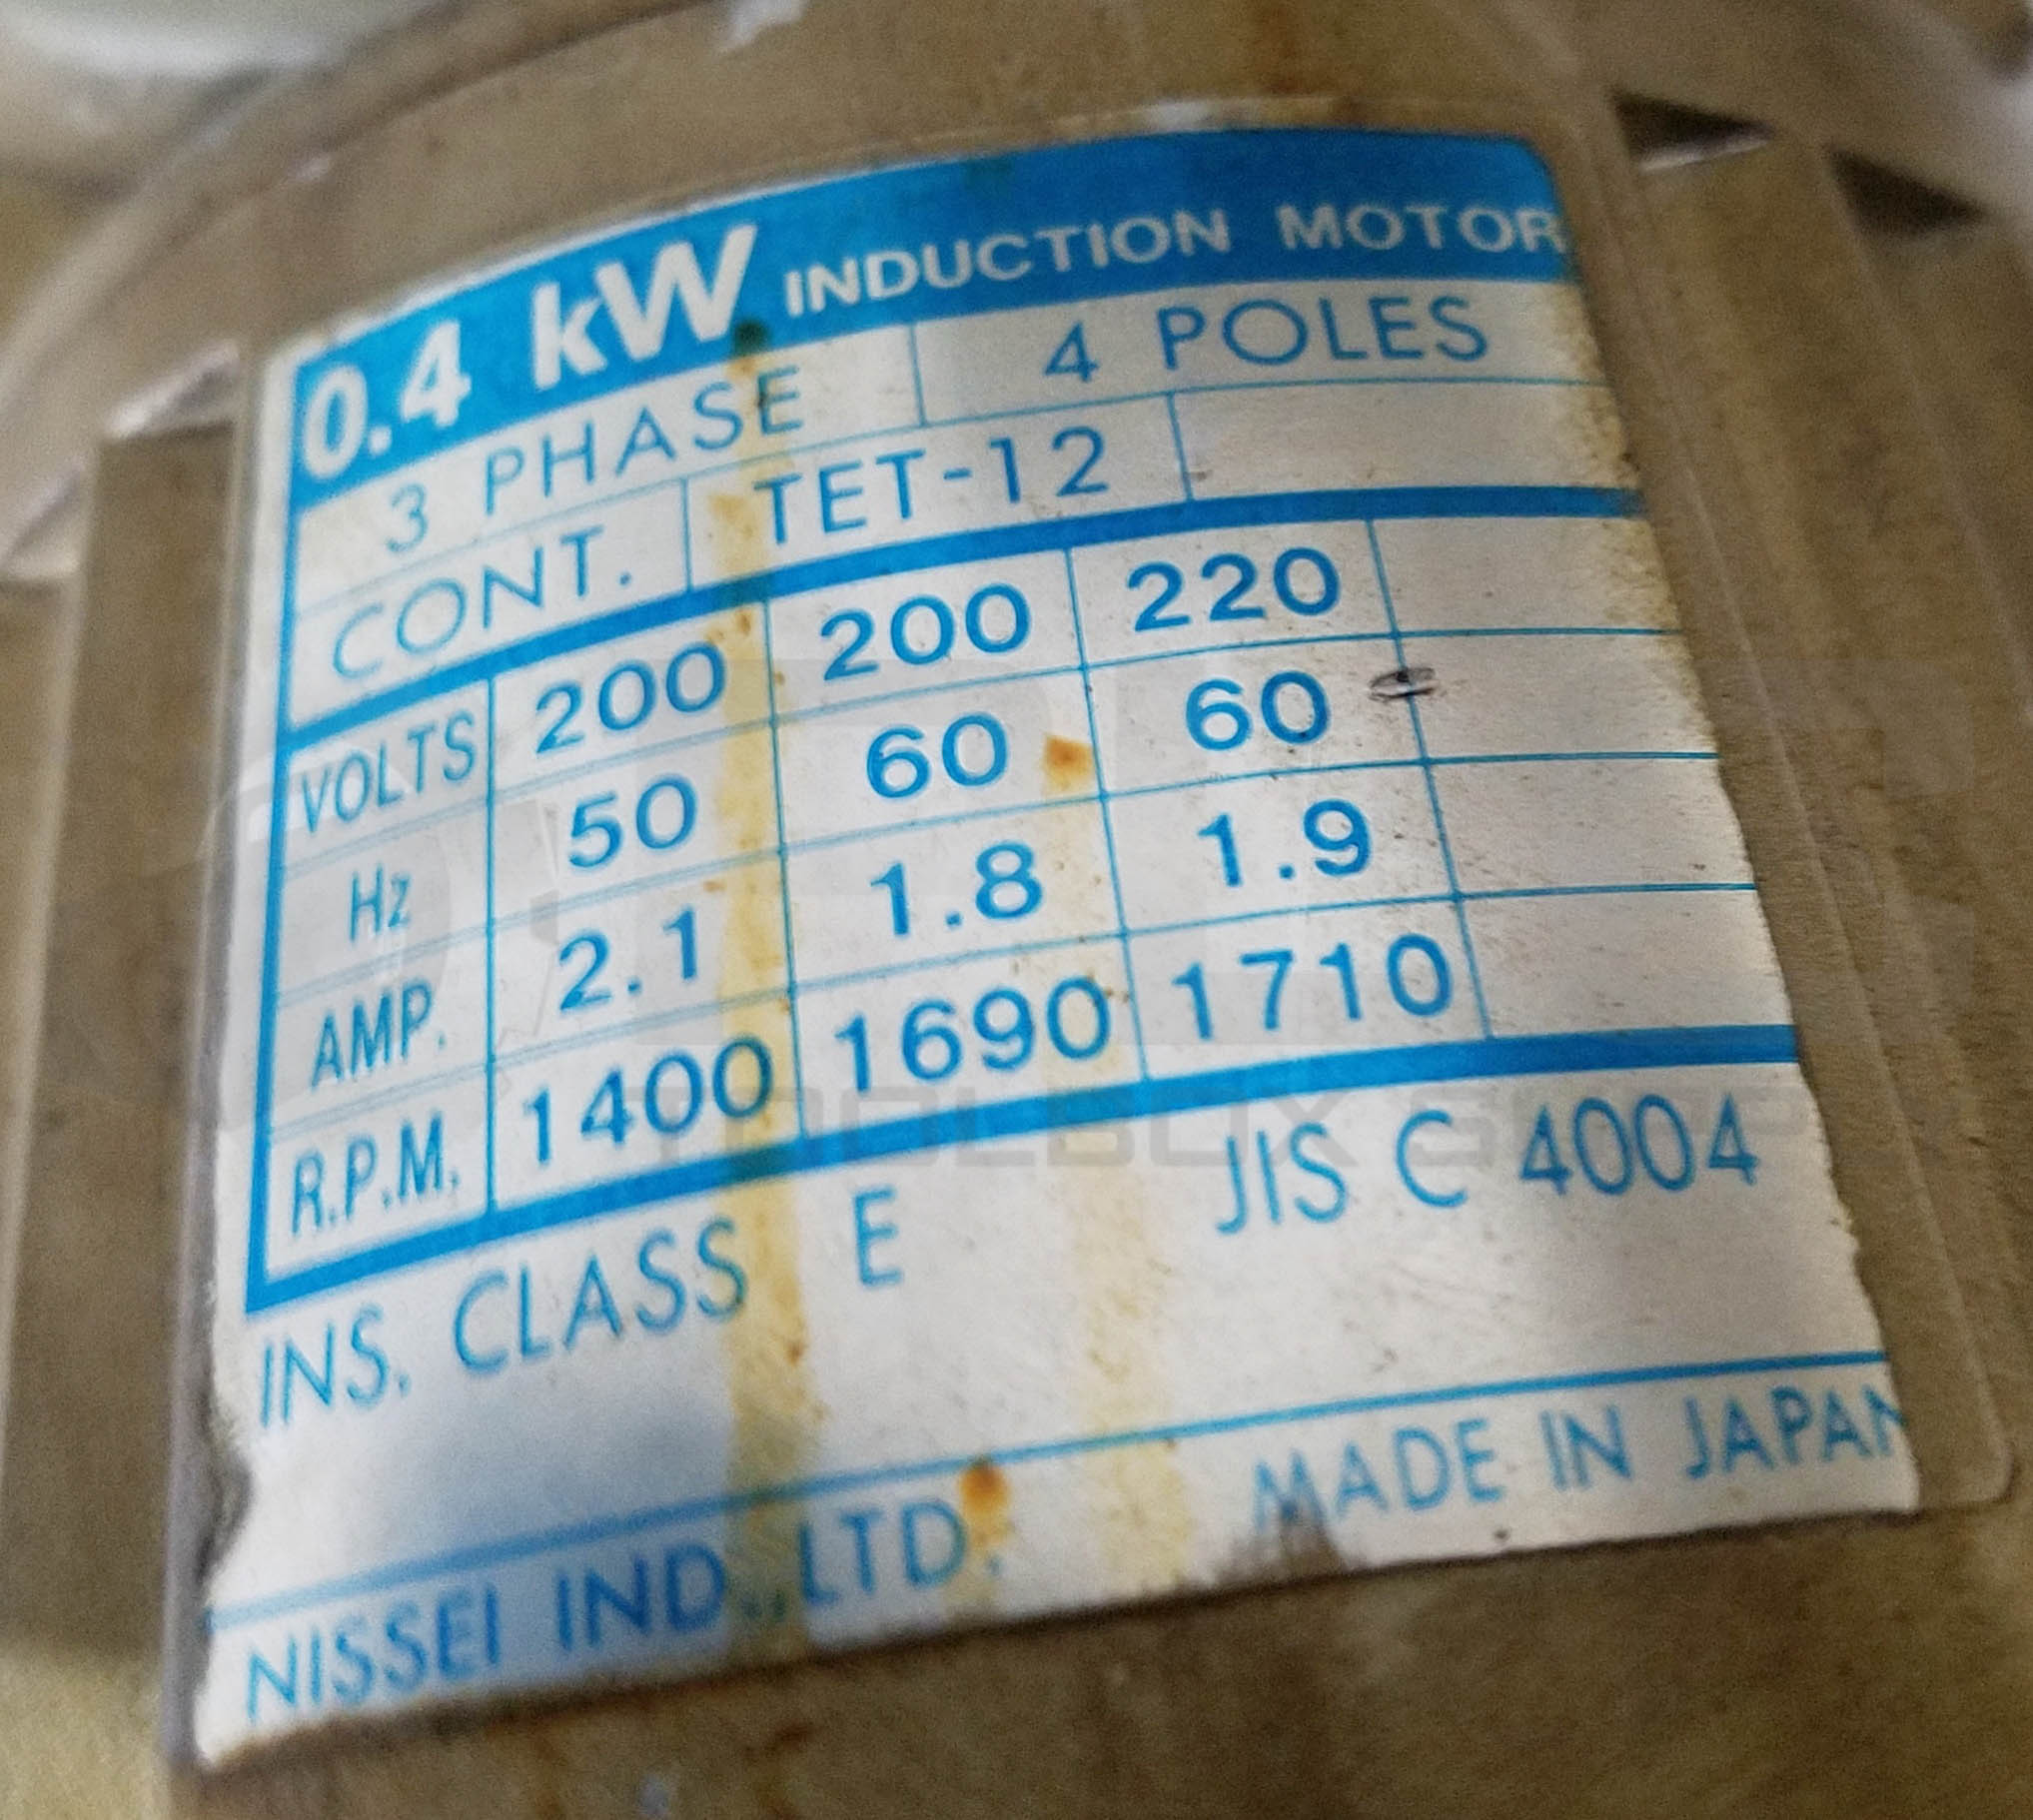 0.4 kW INDUCTION MOTOR
3 PHASE 4 POLES
CONT. TET-12
VOLTS 200 200 220
Hz 50 60 60
AMP. 2.1 1.8 1.9
R.P.M. 1400 1690 1710
INS. CLASS E JIS C 4004
NISSEI IND., LTD. MADE IN JAPAN
TOOLBOX SHOP